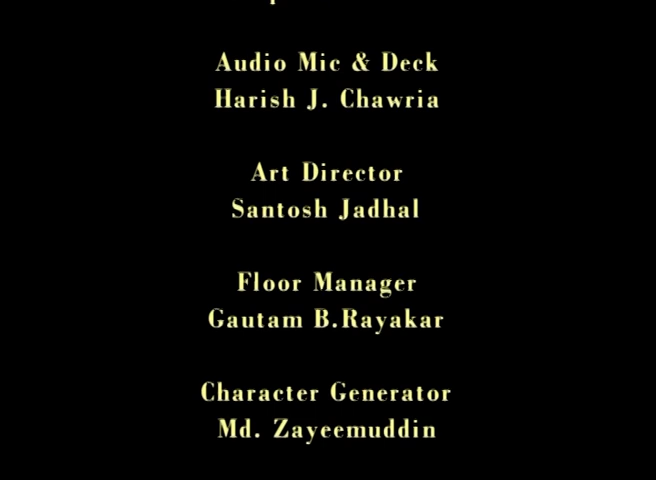 Audio Mic & Deck
Harish J. Chawria
Art Director
Santosh Jadhal
Floor Manager
Gautam B.Rayakar
Character Generator
Md. Zayeemuddin